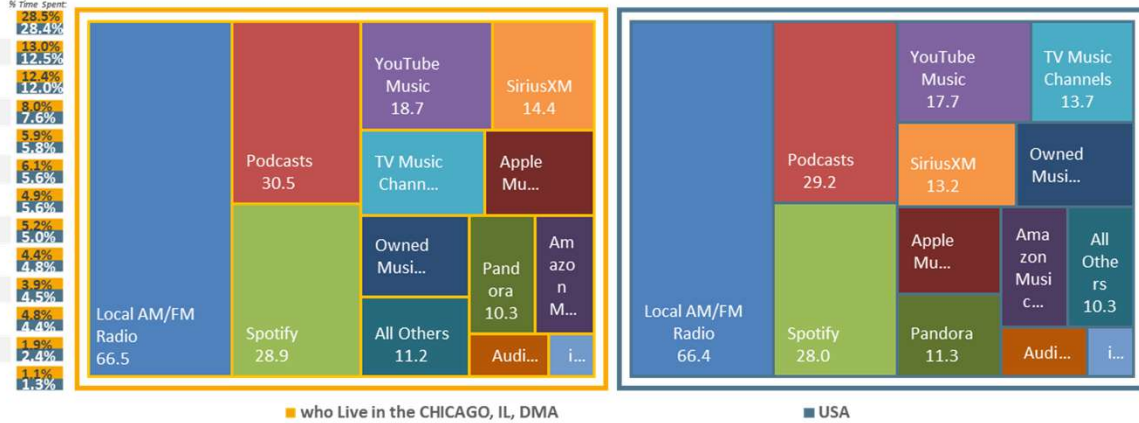 % Time Spent:
28.5%
28.4%
13.0%
12.5%
12.4%
12.0%
8.0%
7.6%
5.9%
5.8%
6.1%
5.6%
4.9%
5.6%
5.2%
5.0%
4.4%
4.8%
3.9%
4.5%
4.8%
4.4%
1.9%
2.4%
1.1%
1.3%
Local AM/FM
Radio
66.5
Podcasts
30.5
Spotify
28.9
YouTube
Music
18.7
SiriusXM
14.4
TV Music
Chann...
Apple
Mu...
Owned
Musi...
All Others
11.2
Pand
ora
10.3
Am
azo
n
M...
Audi...
i...
Local AM/FM
Radio
66.4
Podcasts
29.2
Spotify
28.0
YouTube
Music
17.7
TV Music
Channels
13.7
SiriusXM
13.2
Owned
Musi...
Apple
Mu...
Pandora
11.3
Ama
zon
Music
...
All
Othe
rs
10.3
Audi...
i...
who Live in the CHICAGO, IL, DMA
USA